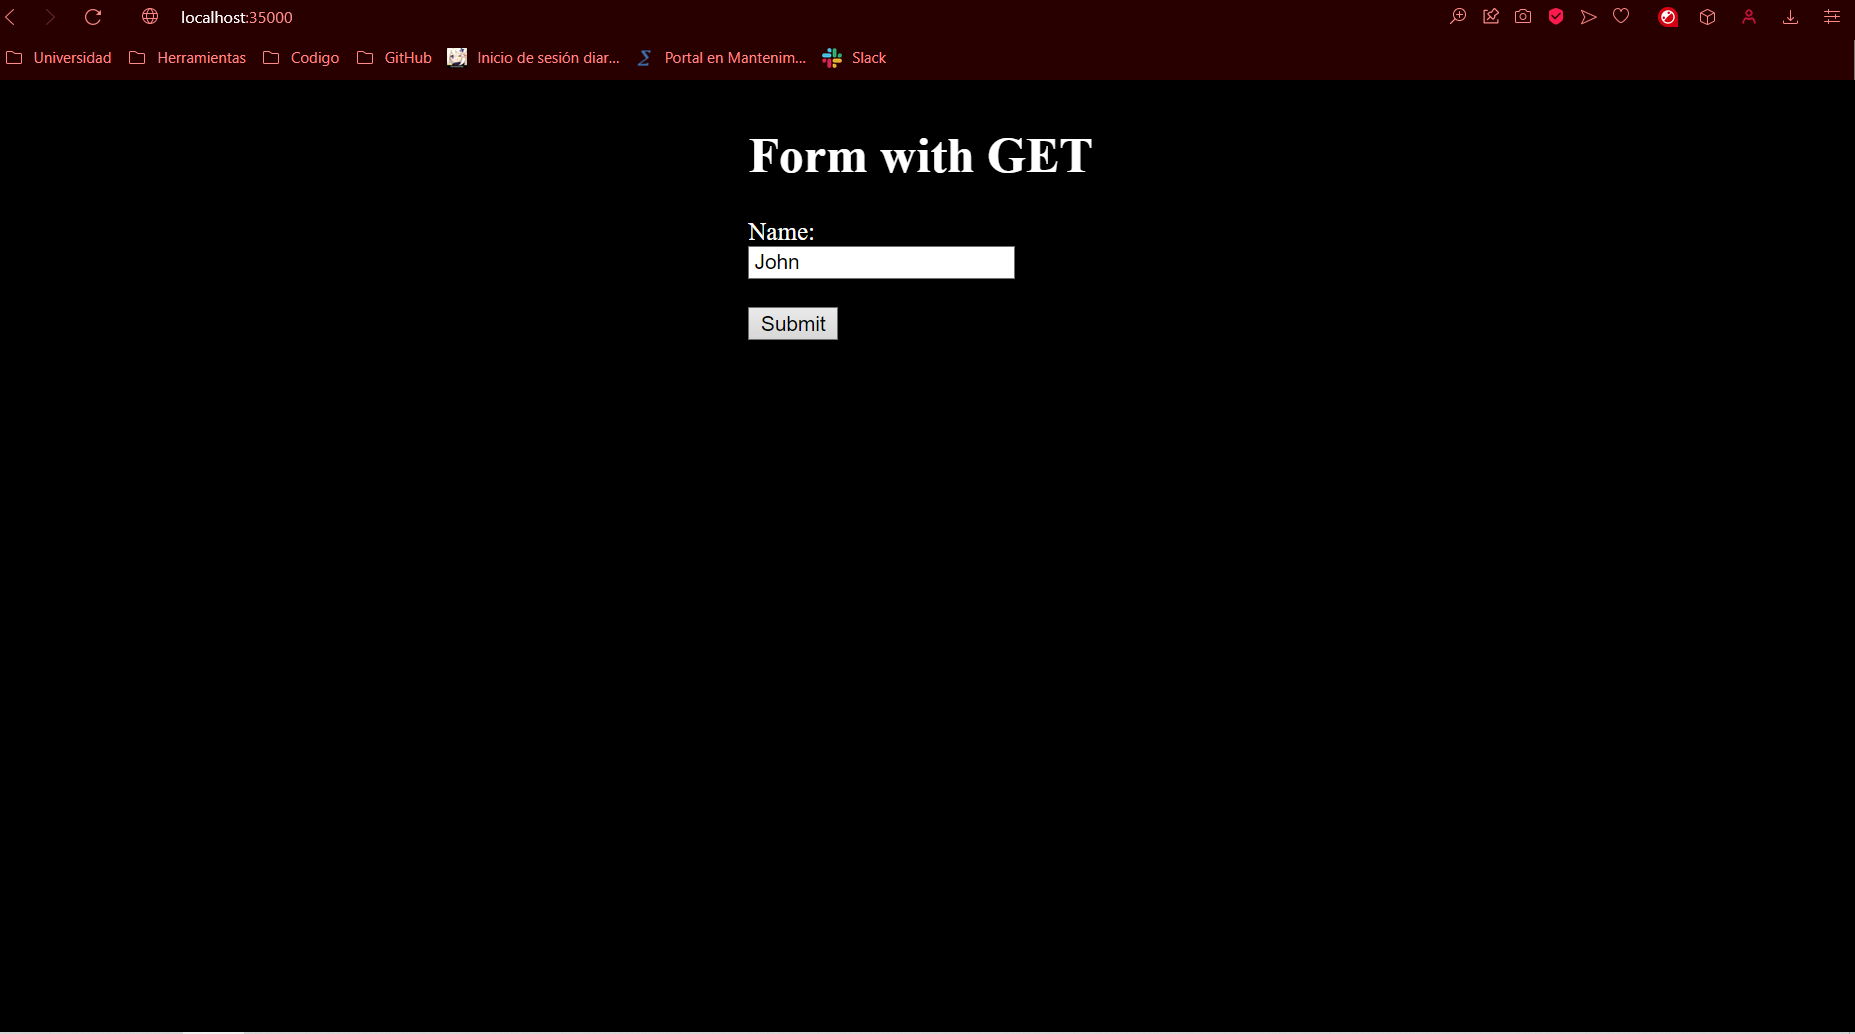 localhost:35000
Universidad Herramientas Codigo GitHub Inicio de sesión diar... Portal en Mantenim... Slack
Form with GET
Name:
John
Submit